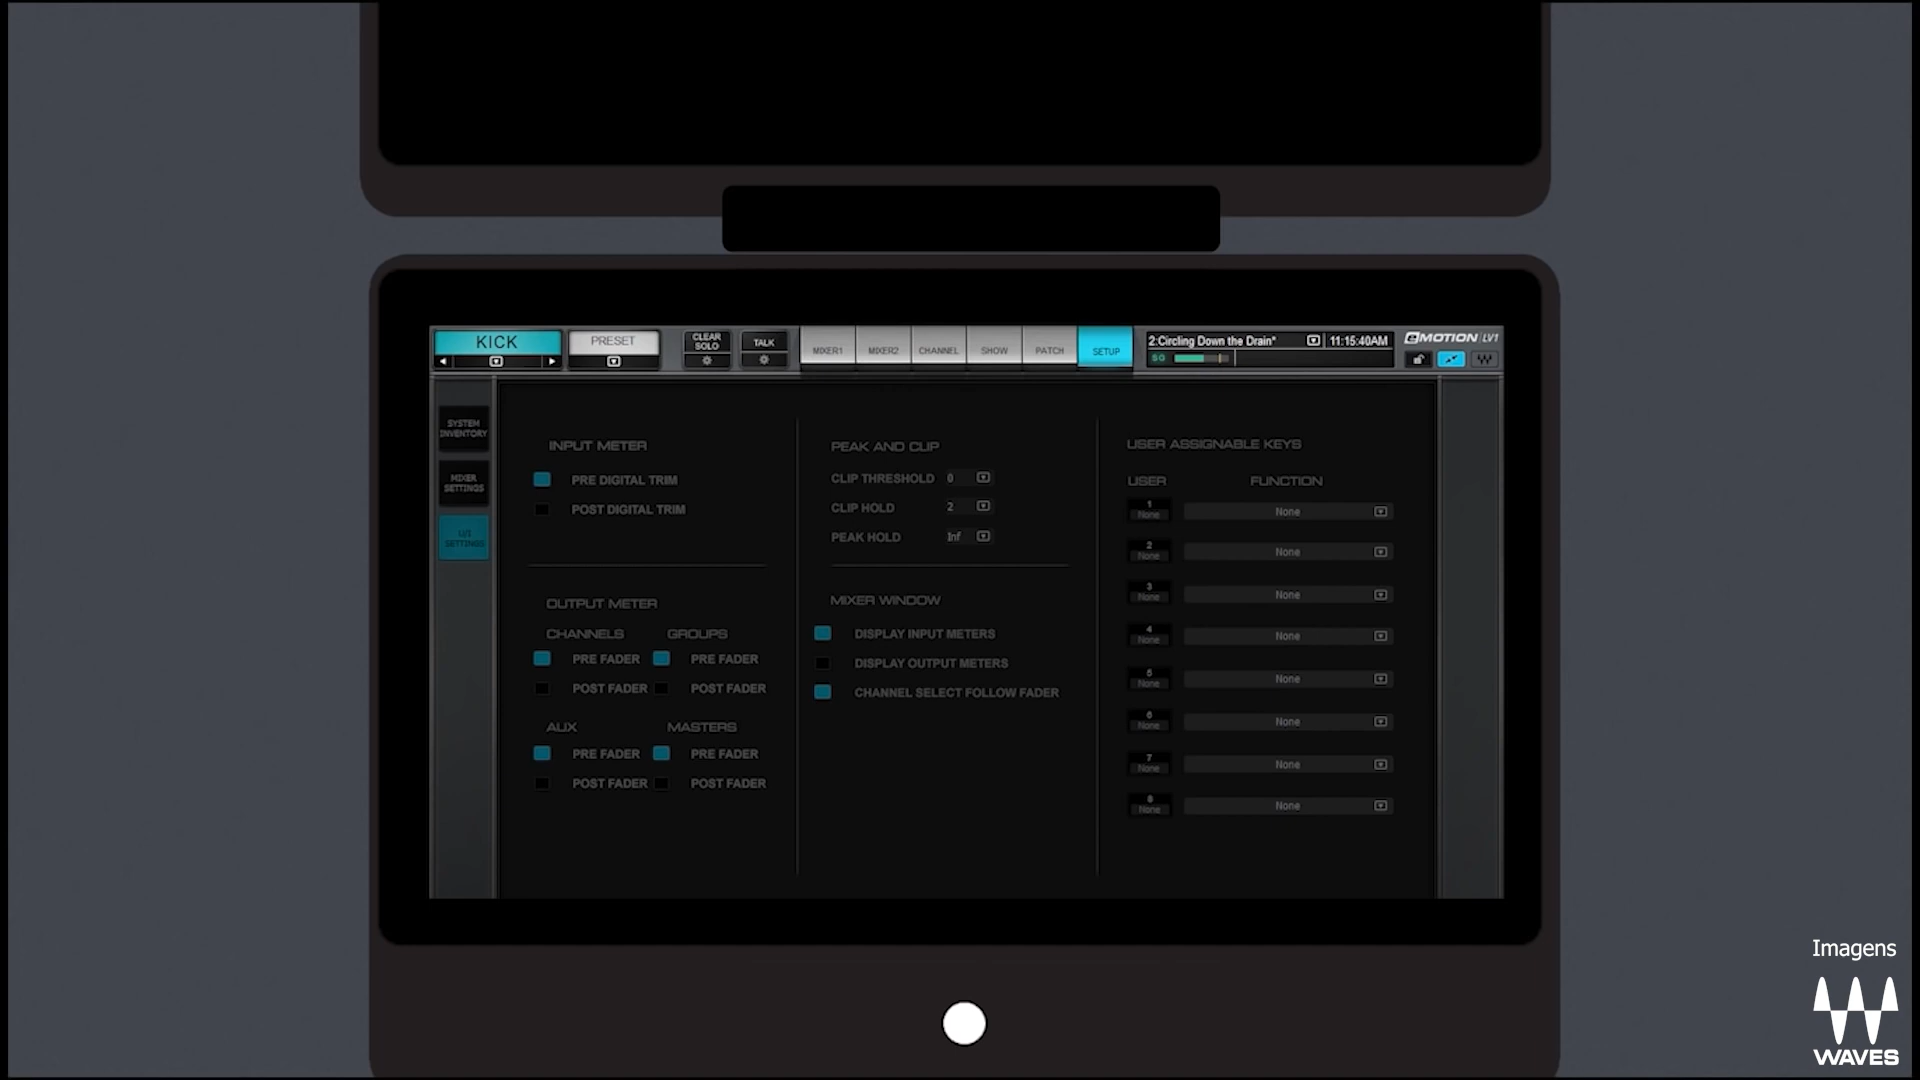 KICK
PRESET
CLEAR
SOLO
TALK
MIXER1
MIXER2
CHANNEL
SHOW
PATCH
SETUP
2:Circling Down the Drain*
11:15:40AM
SG
eMOTION LV1
SYSTEM
INVENTORY
MIXER
SETTINGS
SETTINGS
INPUT METER
PRE DIGITAL TRIM
POST DIGITAL TRIM
OUTPUT METER
CHANNELS GROUPS
PRE FADER PRE FADER
POST FADER POST FADER
AUX MASTERS
PRE FADER PRE FADER
POST FADER POST FADER
PEAK AND CLIP
CLIP THRESHOLD 0
CLIP HOLD 2
PEAK HOLD Inf
MIXER WINDOW
DISPLAY INPUT METERS
DISPLAY OUTPUT METERS
CHANNEL SELECT FOLLOW FADER
USER ASSIGNABLE KEYS
USER FUNCTION
1
None None
2
None None
3
None None
4
None None
5
None None
6
None None
7
None None
8
None None
Imagens
WAVES